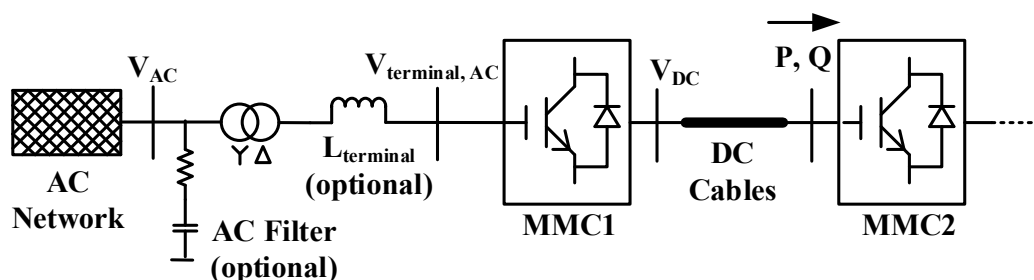 V_AC
V_terminal, AC
V_DC
P, Q
Y Δ
L_terminal
(optional)
AC
Network
AC Filter
(optional)
MMC1
DC
Cables
MMC2